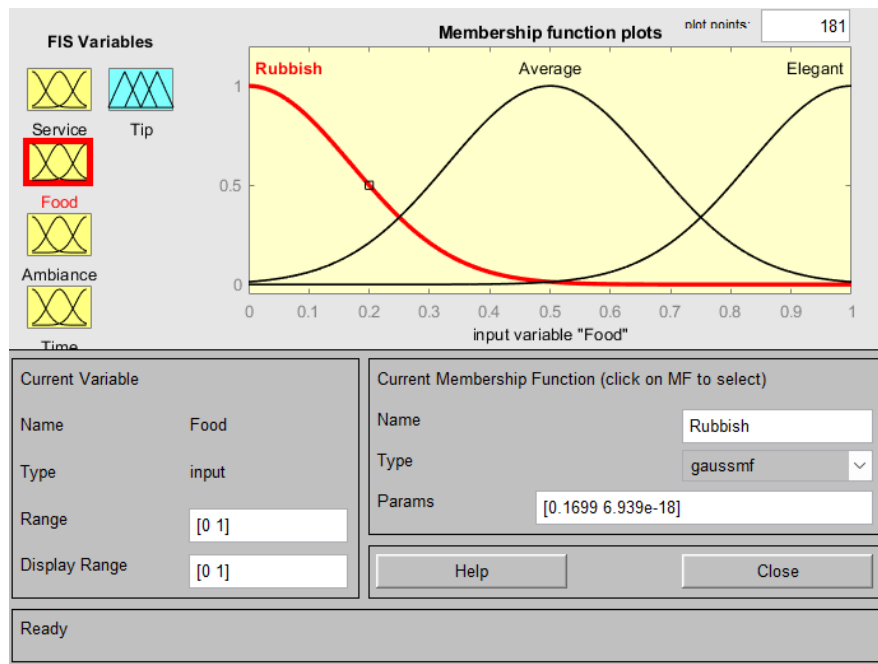 FIS Variables
Membership function plots
plot points:
181
Rubbish
Average
Elegant
1
0.5
0
0 0.1 0.2 0.3 0.4 0.5 0.6 0.7 0.8 0.9 1
input variable "Food"
Service
Tip
Food
Ambiance
Time
Current Variable
Name
Food
Type
input
Range
[0 1]
Display Range
[0 1]
Current Membership Function (click on MF to select)
Name
Rubbish
Type
gaussmf
Params
[0.1699 6.939e-18]
Help
Close
Ready